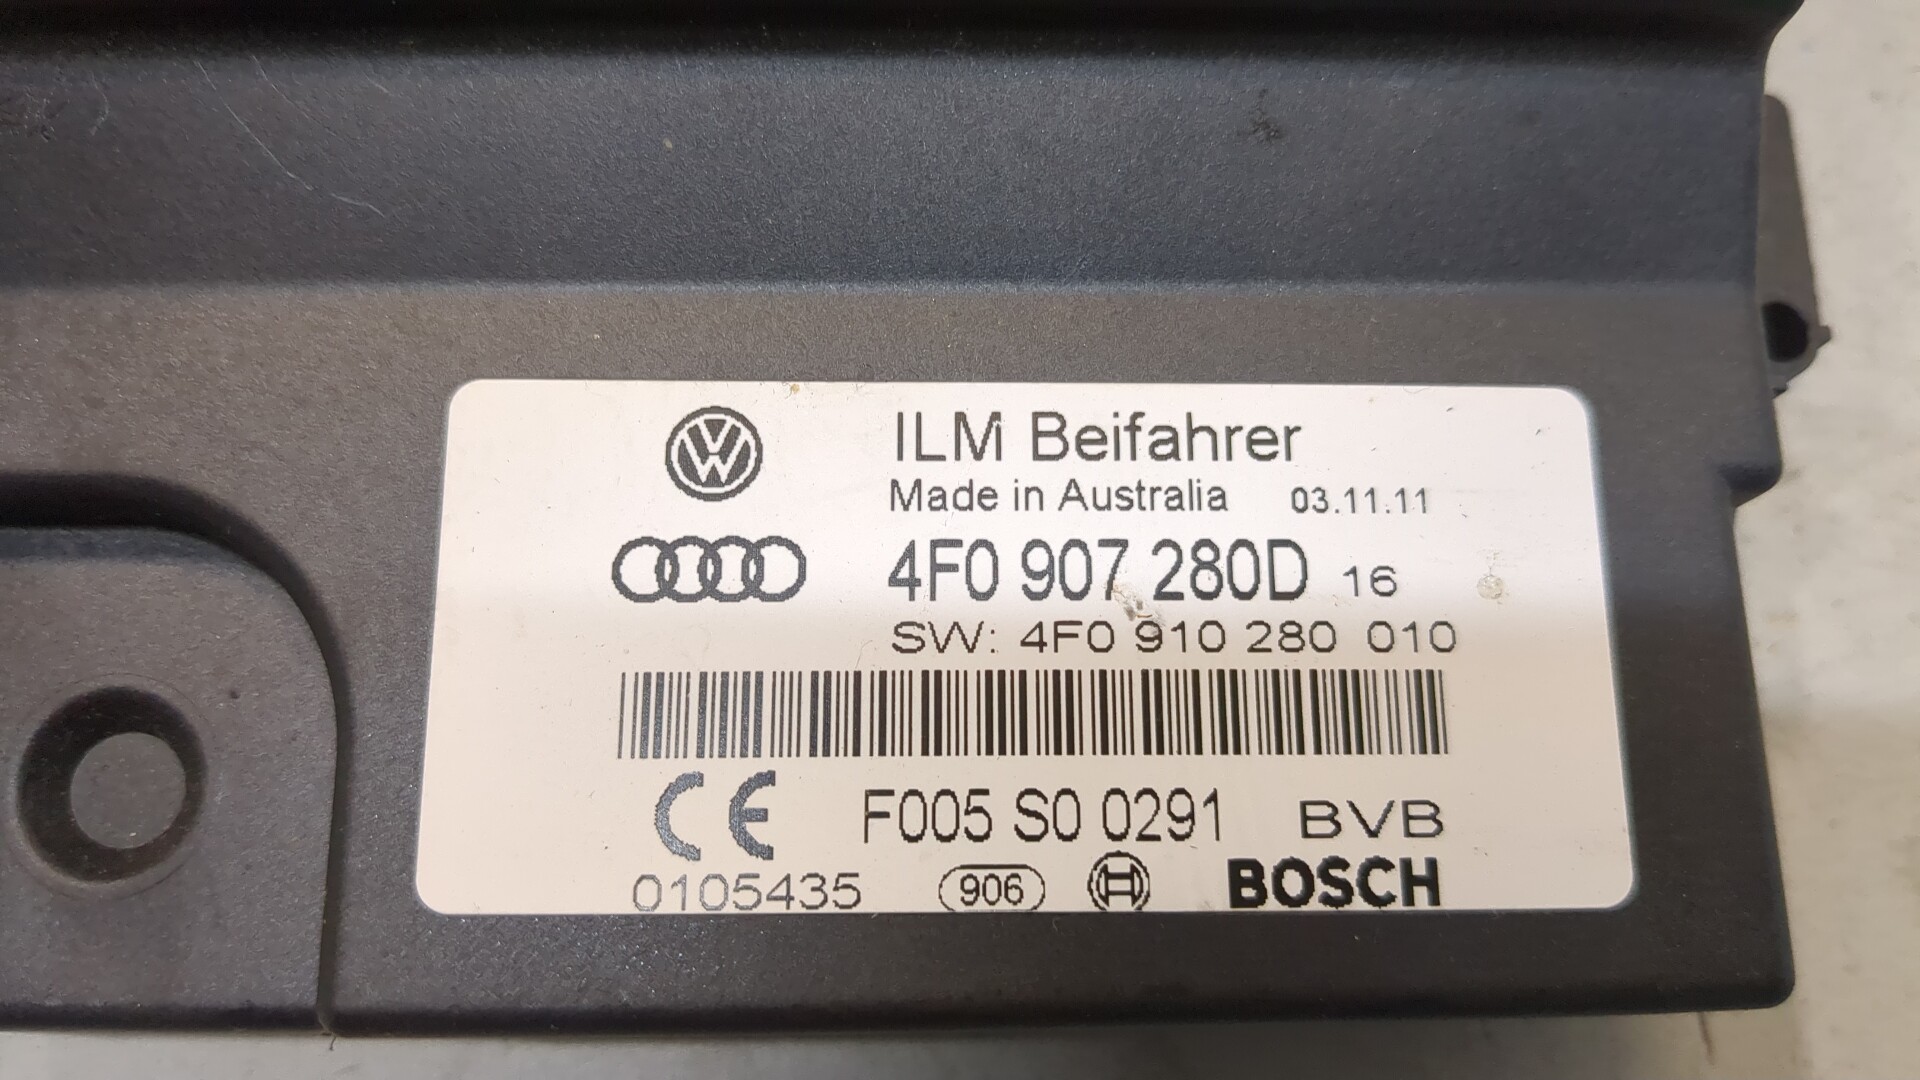 ILM Beifahrer
Made in Australia 03.11.11
4F0 907 280D 16
SW: 4F0 910 280 010
CE F005 S0 0291 BVB
0105435 906 BOSCH